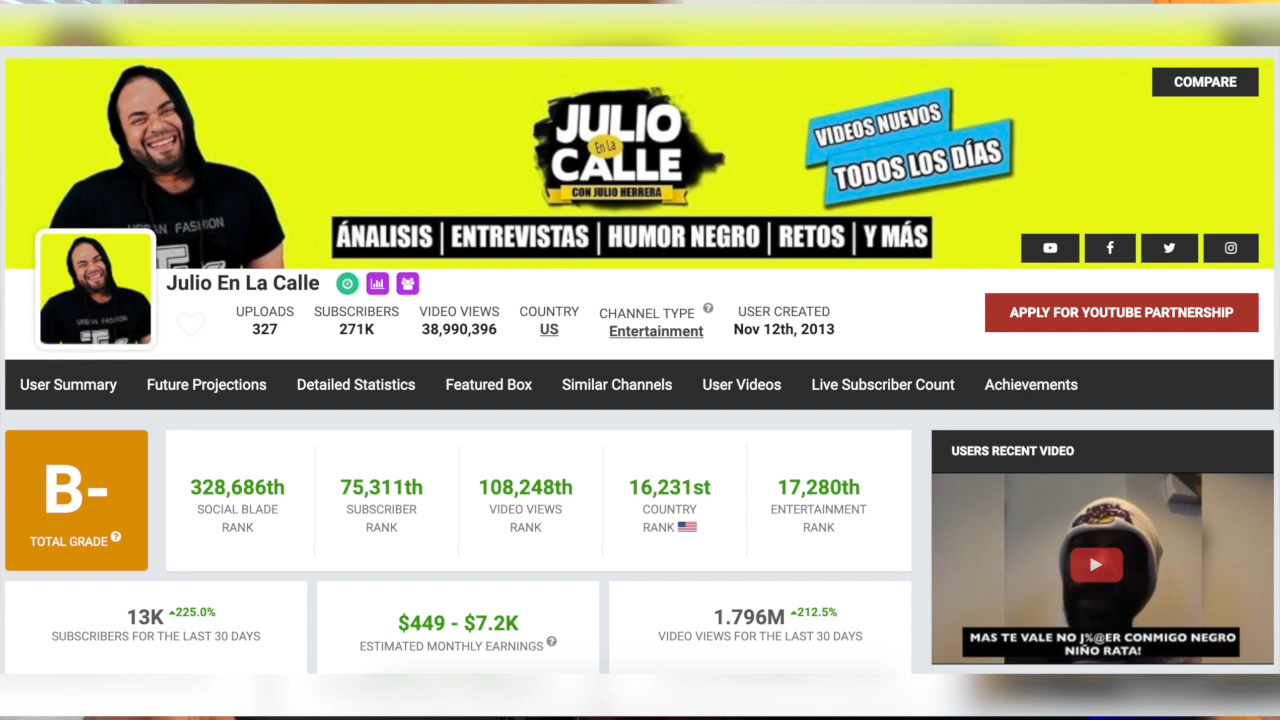 COMPARE
JULIO
En La
CALLE
CON JULIO HERRERA
VIDEOS NUEVOS
TODOS LOS DÍAS
ÁNALISIS | ENTREVISTAS | HUMOR NEGRO | RETOS | Y MÁS
URBAN FASHION
Julio En La Calle
UPLOADS
327
SUBSCRIBERS
271K
VIDEO VIEWS
38,990,396
COUNTRY
US
CHANNEL TYPE ?
Entertainment
USER CREATED
Nov 12th, 2013
APPLY FOR YOUTUBE PARTNERSHIP
User Summary
Future Projections
Detailed Statistics
Featured Box
Similar Channels
User Videos
Live Subscriber Count
Achievements
B-
TOTAL GRADE ?
328,686th
SOCIAL BLADE
RANK
75,311th
SUBSCRIBER
RANK
108,248th
VIDEO VIEWS
RANK
16,231st
COUNTRY
RANK
17,280th
ENTERTAINMENT
RANK
USERS RECENT VIDEO
MAS TE VALE NO J%@ER CONMIGO NEGRO
NIÑO RATA!
13K 225.0%
SUBSCRIBERS FOR THE LAST 30 DAYS
$449 - $7.2K
ESTIMATED MONTHLY EARNINGS ?
1.796M 212.5%
VIDEO VIEWS FOR THE LAST 30 DAYS